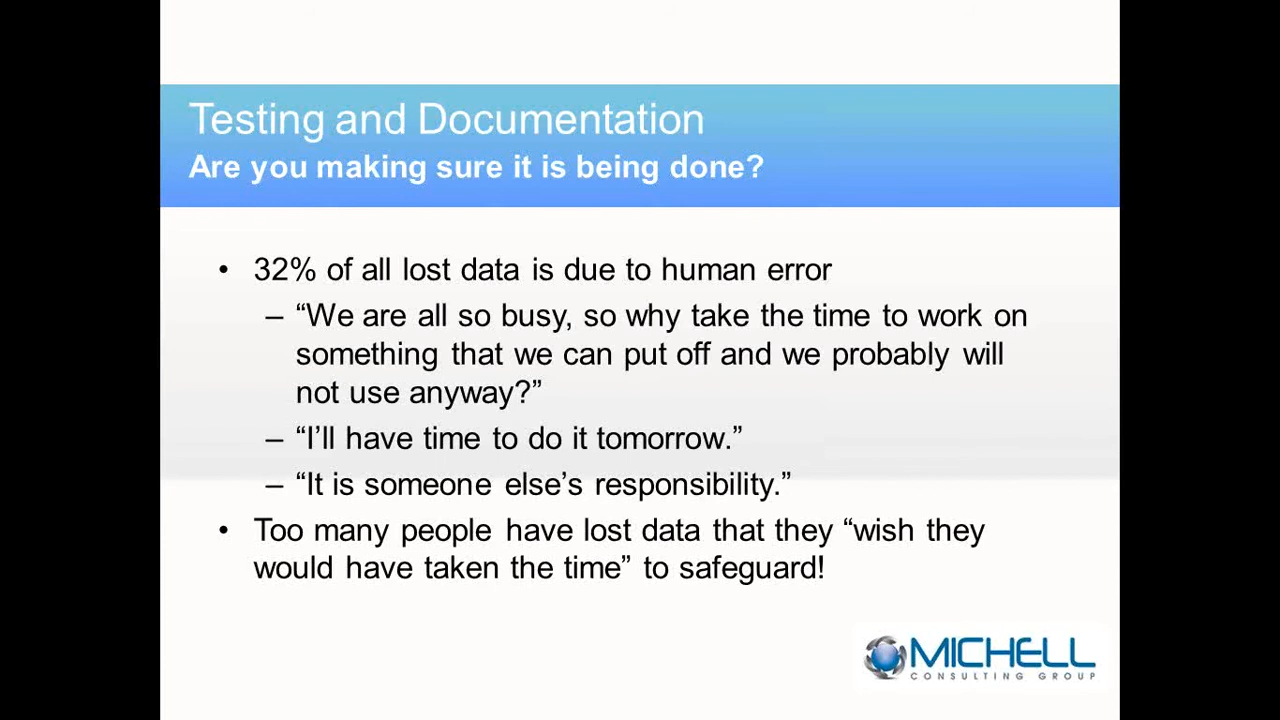 Testing and Documentation
Are you making sure it is being done?
• 32% of all lost data is due to human error
– “We are all so busy, so why take the time to work on
something that we can put off and we probably will
not use anyway?”
– “I’ll have time to do it tomorrow.”
– “It is someone else’s responsibility.”
• Too many people have lost data that they “wish they
would have taken the time” to safeguard!
MICHELL
CONSULTING GROUP